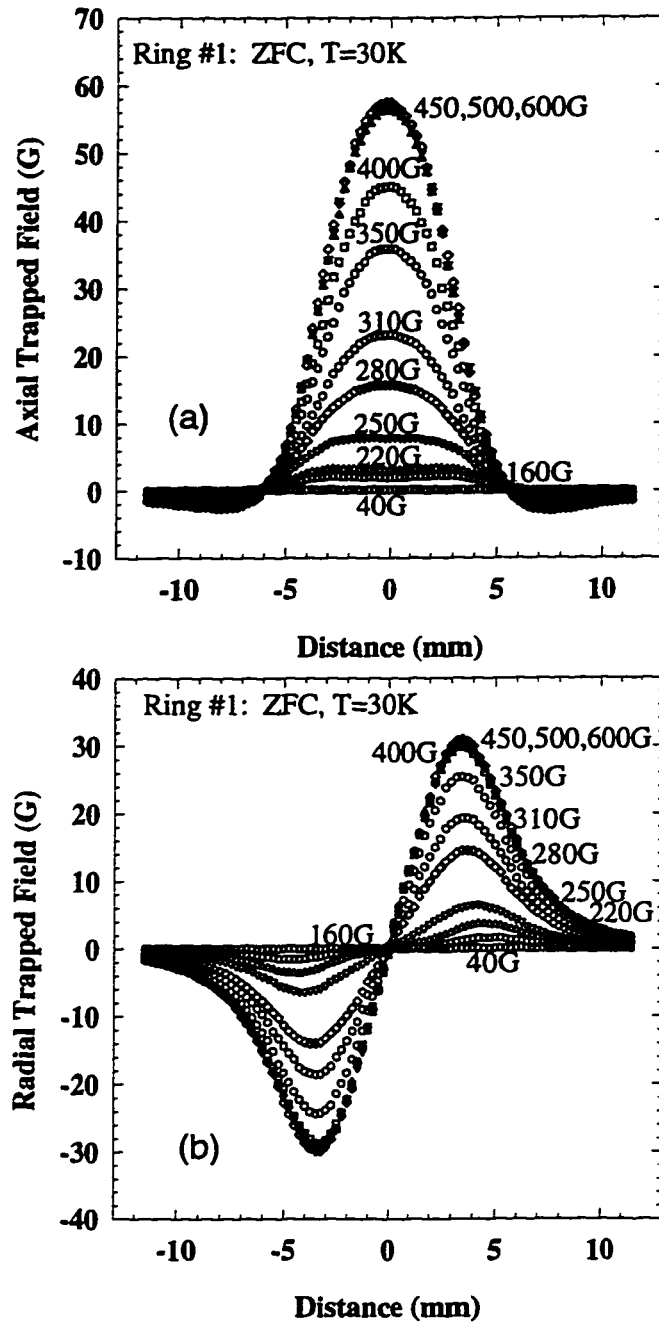 70
60
50
40
30
20
10
0
-10
Axial Trapped Field (G)
Ring #1: ZFC, T=30K
450,500,600G
400G
350G
310G
280G
250G
220G
160G
40G
(a)
-10 -5 0 5 10
Distance (mm)
40
30
20
10
0
-10
-20
-30
-40
Radial Trapped Field (G)
Ring #1: ZFC, T=30K
400G
450,500,600G
350G
310G
280G
250G
220G
160G
40G
(b)
-10 -5 0 5 10
Distance (mm)